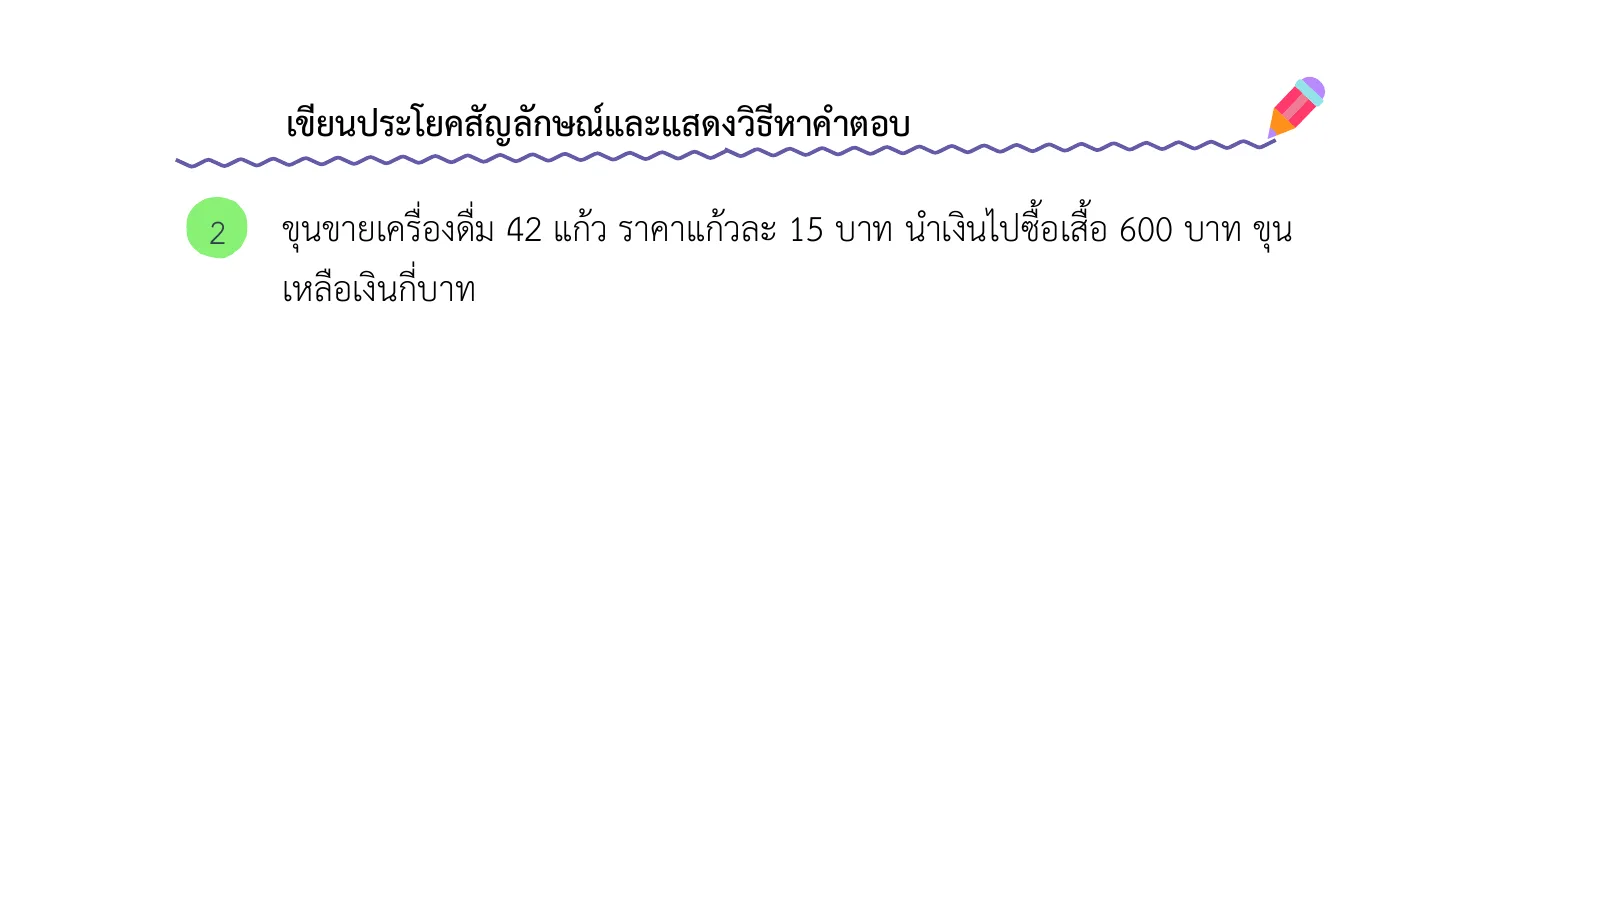 เขียนประโยคสัญลักษณ์และแสดงวิธีหาคำตอบ
2 ขุนขายเครื่องดื่ม 42 แก้ว ราคาแก้วละ 15 บาท นำเงินไปซื้อเสื้อ 600 บาท ขุน
เหลือเงินกี่บาท